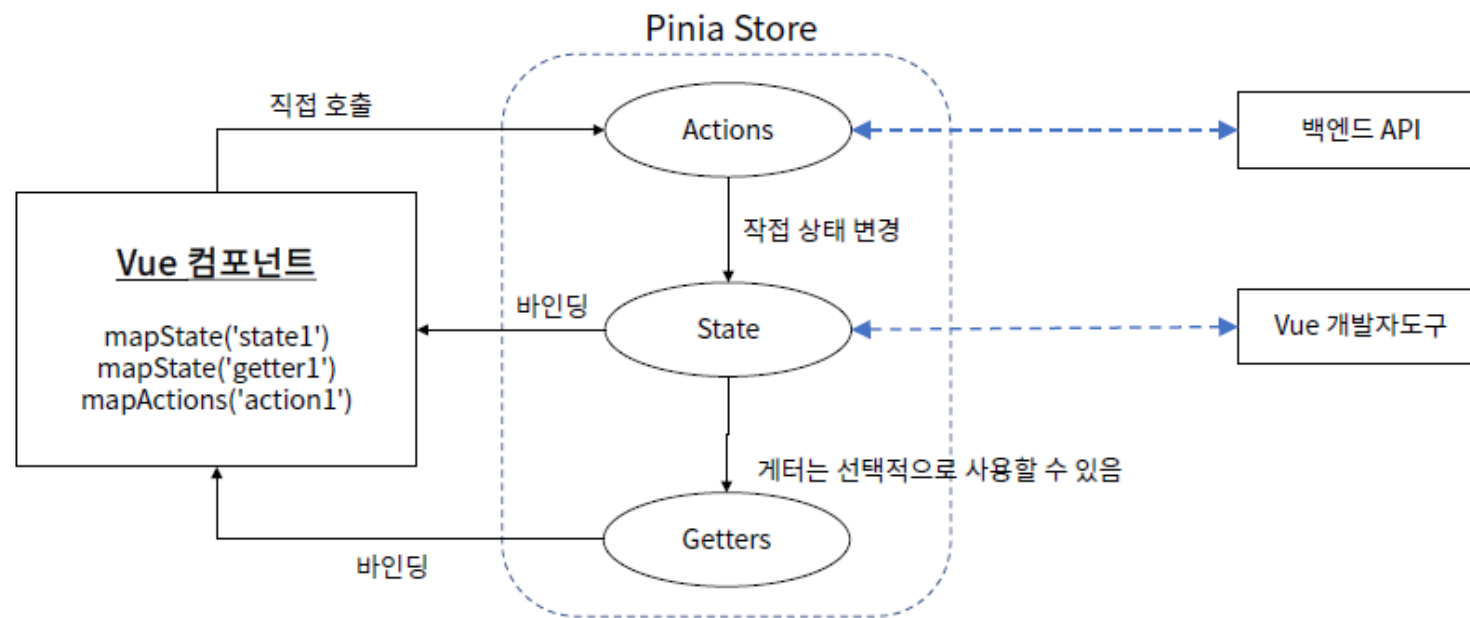 Pinia Store
직접 호출
Actions
백엔드 API
작접 상태 변경
Vue 컴포넌트
mapState('state1')
mapState('getter1')
mapActions('action1')
바인딩
State
Vue 개발자도구
게터는 선택적으로 사용할 수 있음
Getters
바인딩